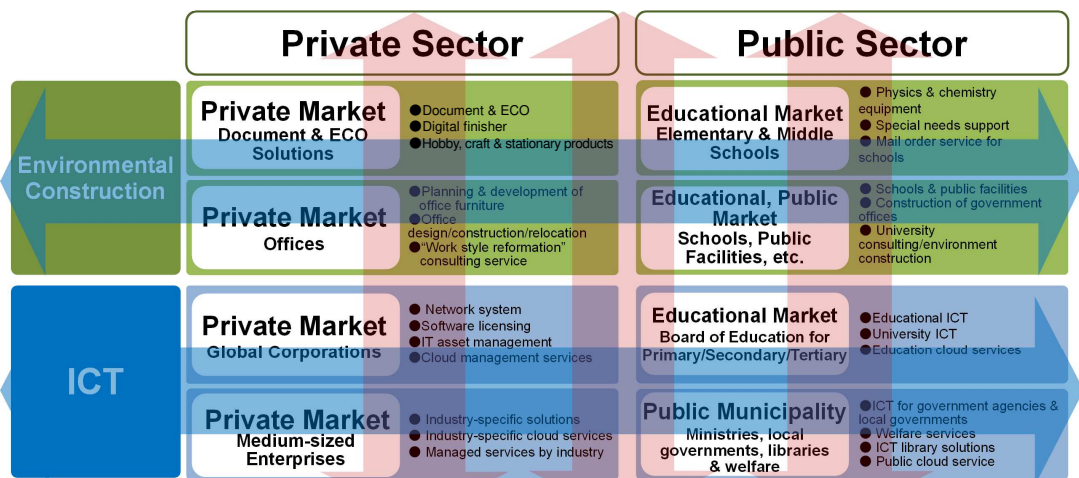 Private Sector
Public Sector
Environmental
Construction
Private Market
Document & ECO
Solutions
●Document & ECO
●Digital finisher
●Hobby, craft & stationary products
Educational Market
Elementary & Middle
Schools
● Physics & chemistry
equipment
● Special needs support
● Mail order service for
schools
Private Market
Offices
●Planning & development of
office furniture
●Office
design/construction/relocation
●“Work style reformation”
consulting service
Educational, Public
Market
Schools, Public
Facilities, etc.
● Schools & public facilities
● Construction of government
offices
● University
consulting/environment
construction
ICT
Private Market
Global Corporations
● Network system
●Software licensing
●IT asset management
●Cloud management services
Educational Market
Board of Education for
Primary/Secondary/Tertiary
●Educational ICT
●University ICT
●Education cloud services
Private Market
Medium-sized
Enterprises
● Industry-specific solutions
● Industry-specific cloud services
● Managed services by industry
Public Municipality
Ministries, local
governments, libraries
& welfare
●ICT for government agencies &
local governments
● Welfare services
● ICT library solutions
● Public cloud service